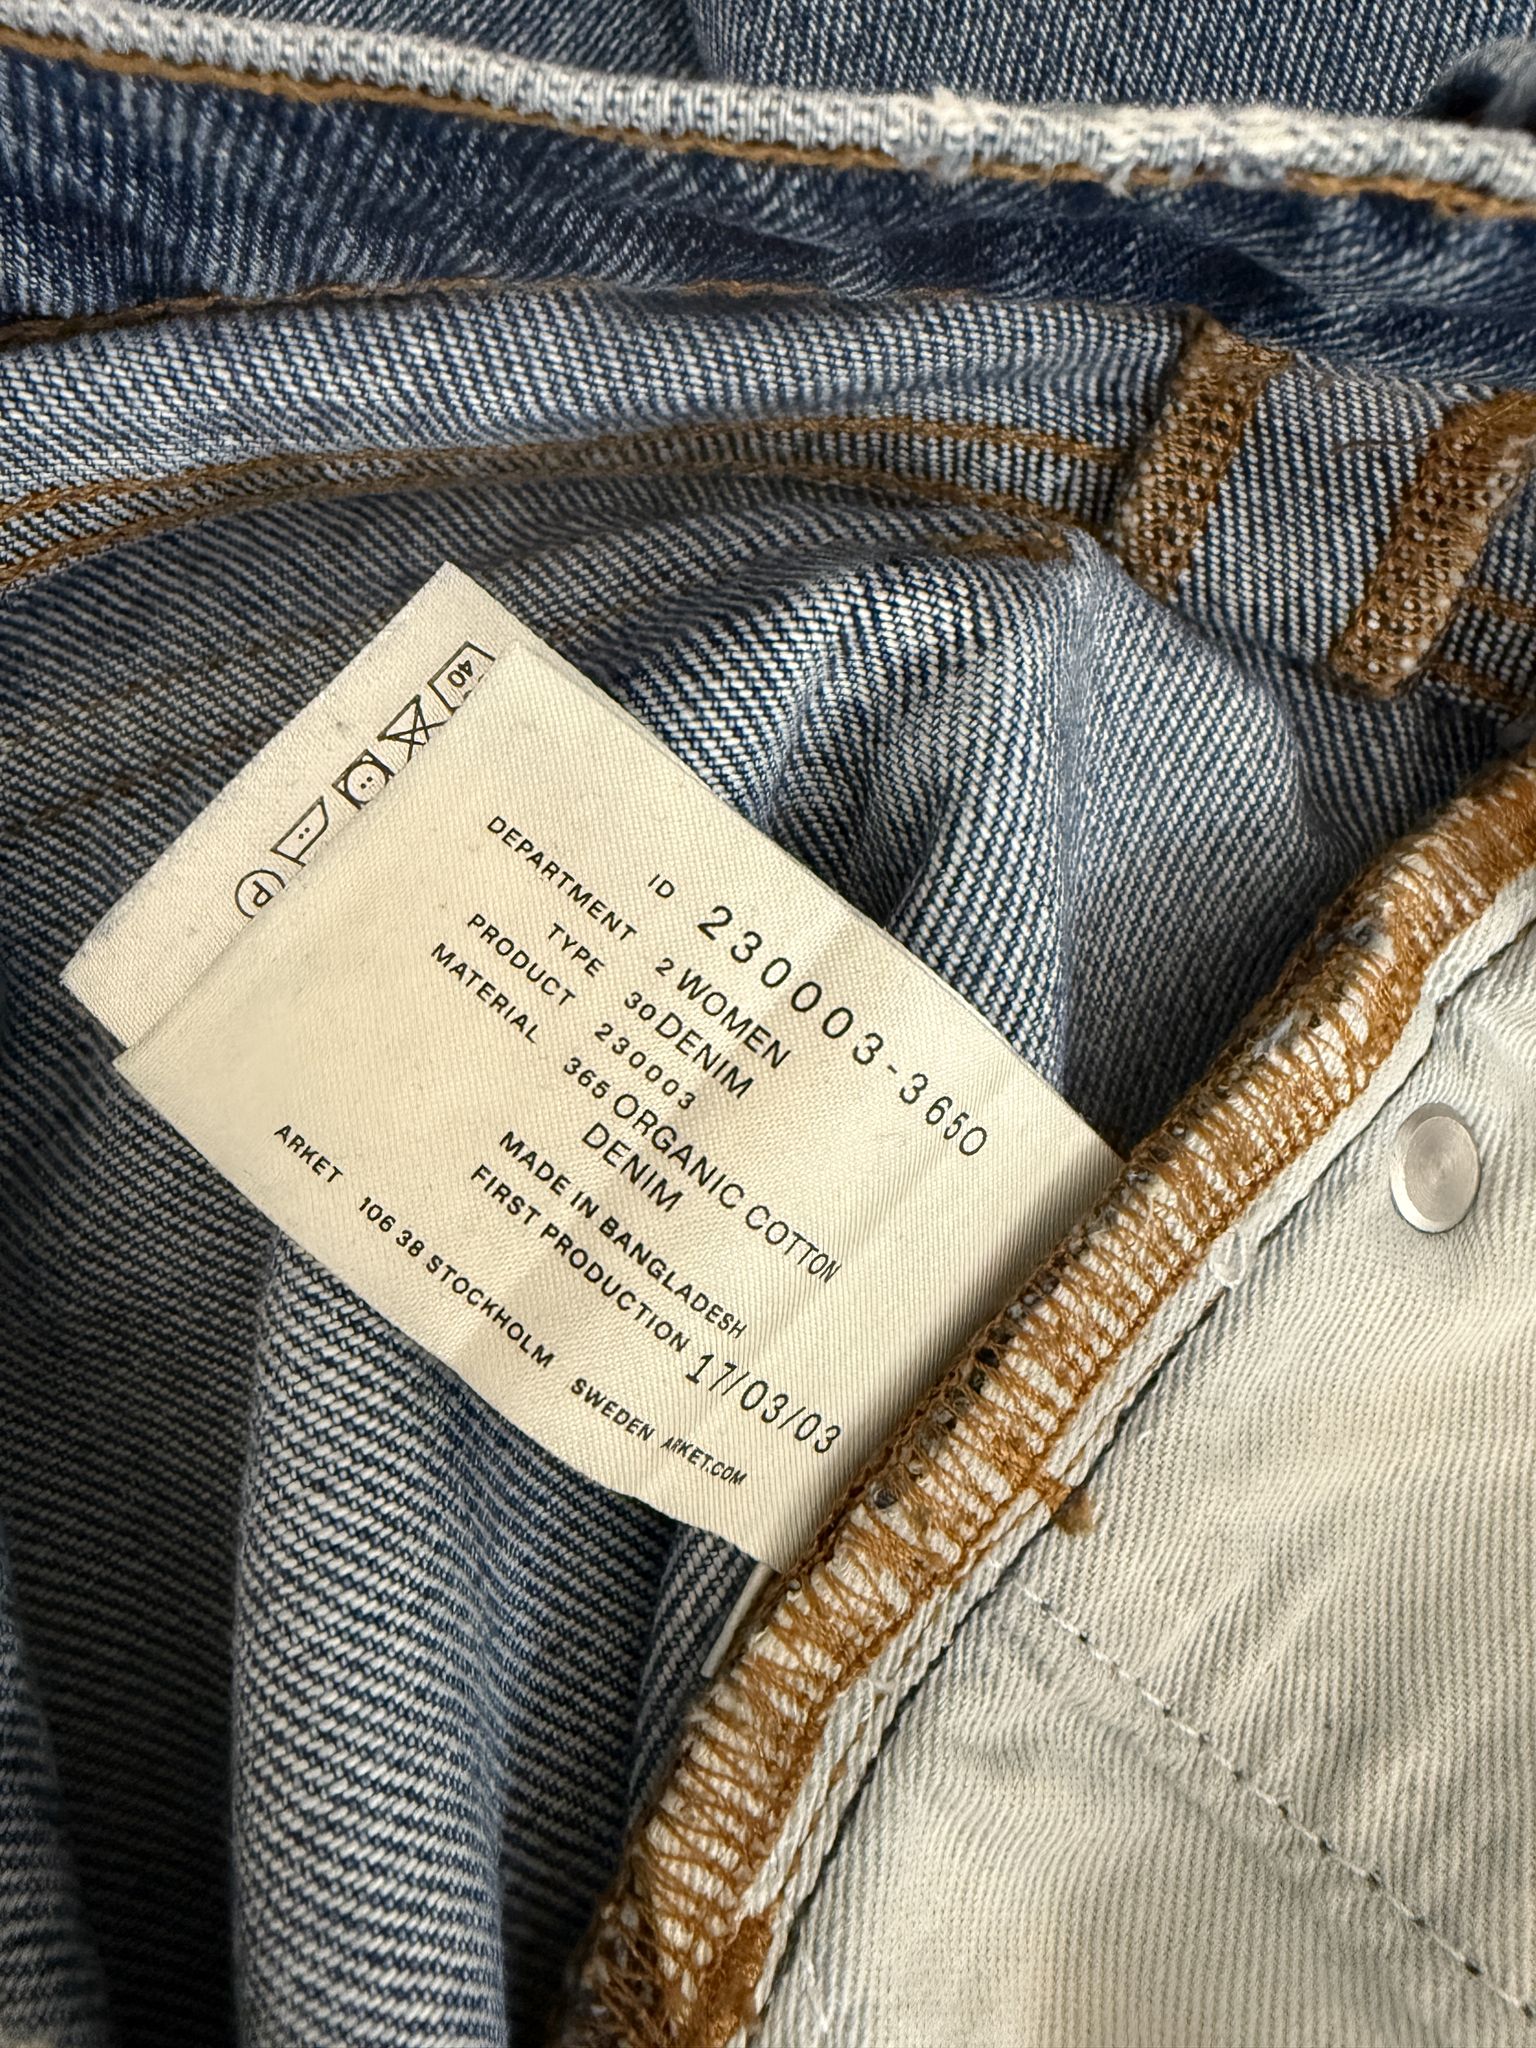 40
P
ID 230003-3650
DEPARTMENT 2 WOMEN
TYPE 30 DENIM
PRODUCT 230003
MATERIAL 365 ORGANIC COTTON
DENIM
MADE IN BANGLADESH
FIRST PRODUCTION 17/03/03
ARKET 106 38 STOCKHOLM SWEDEN ARKET.COM